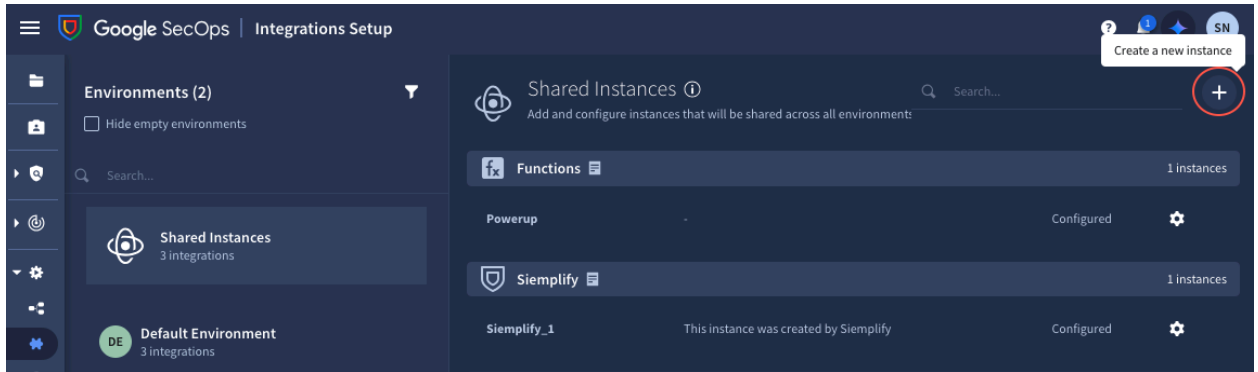 Google SecOps | Integrations Setup
? 1 SN
Create a new instance
Environments (2)
Hide empty environments
Search...
Shared Instances
3 integrations
DE
Default Environment
3 integrations
Shared Instances
Search...
Add and configure instances that will be shared across all environments
fx Functions 1 instances
Powerup - Configured
Siemplify 1 instances
Siemplify_1 This instance was created by Siemplify Configured